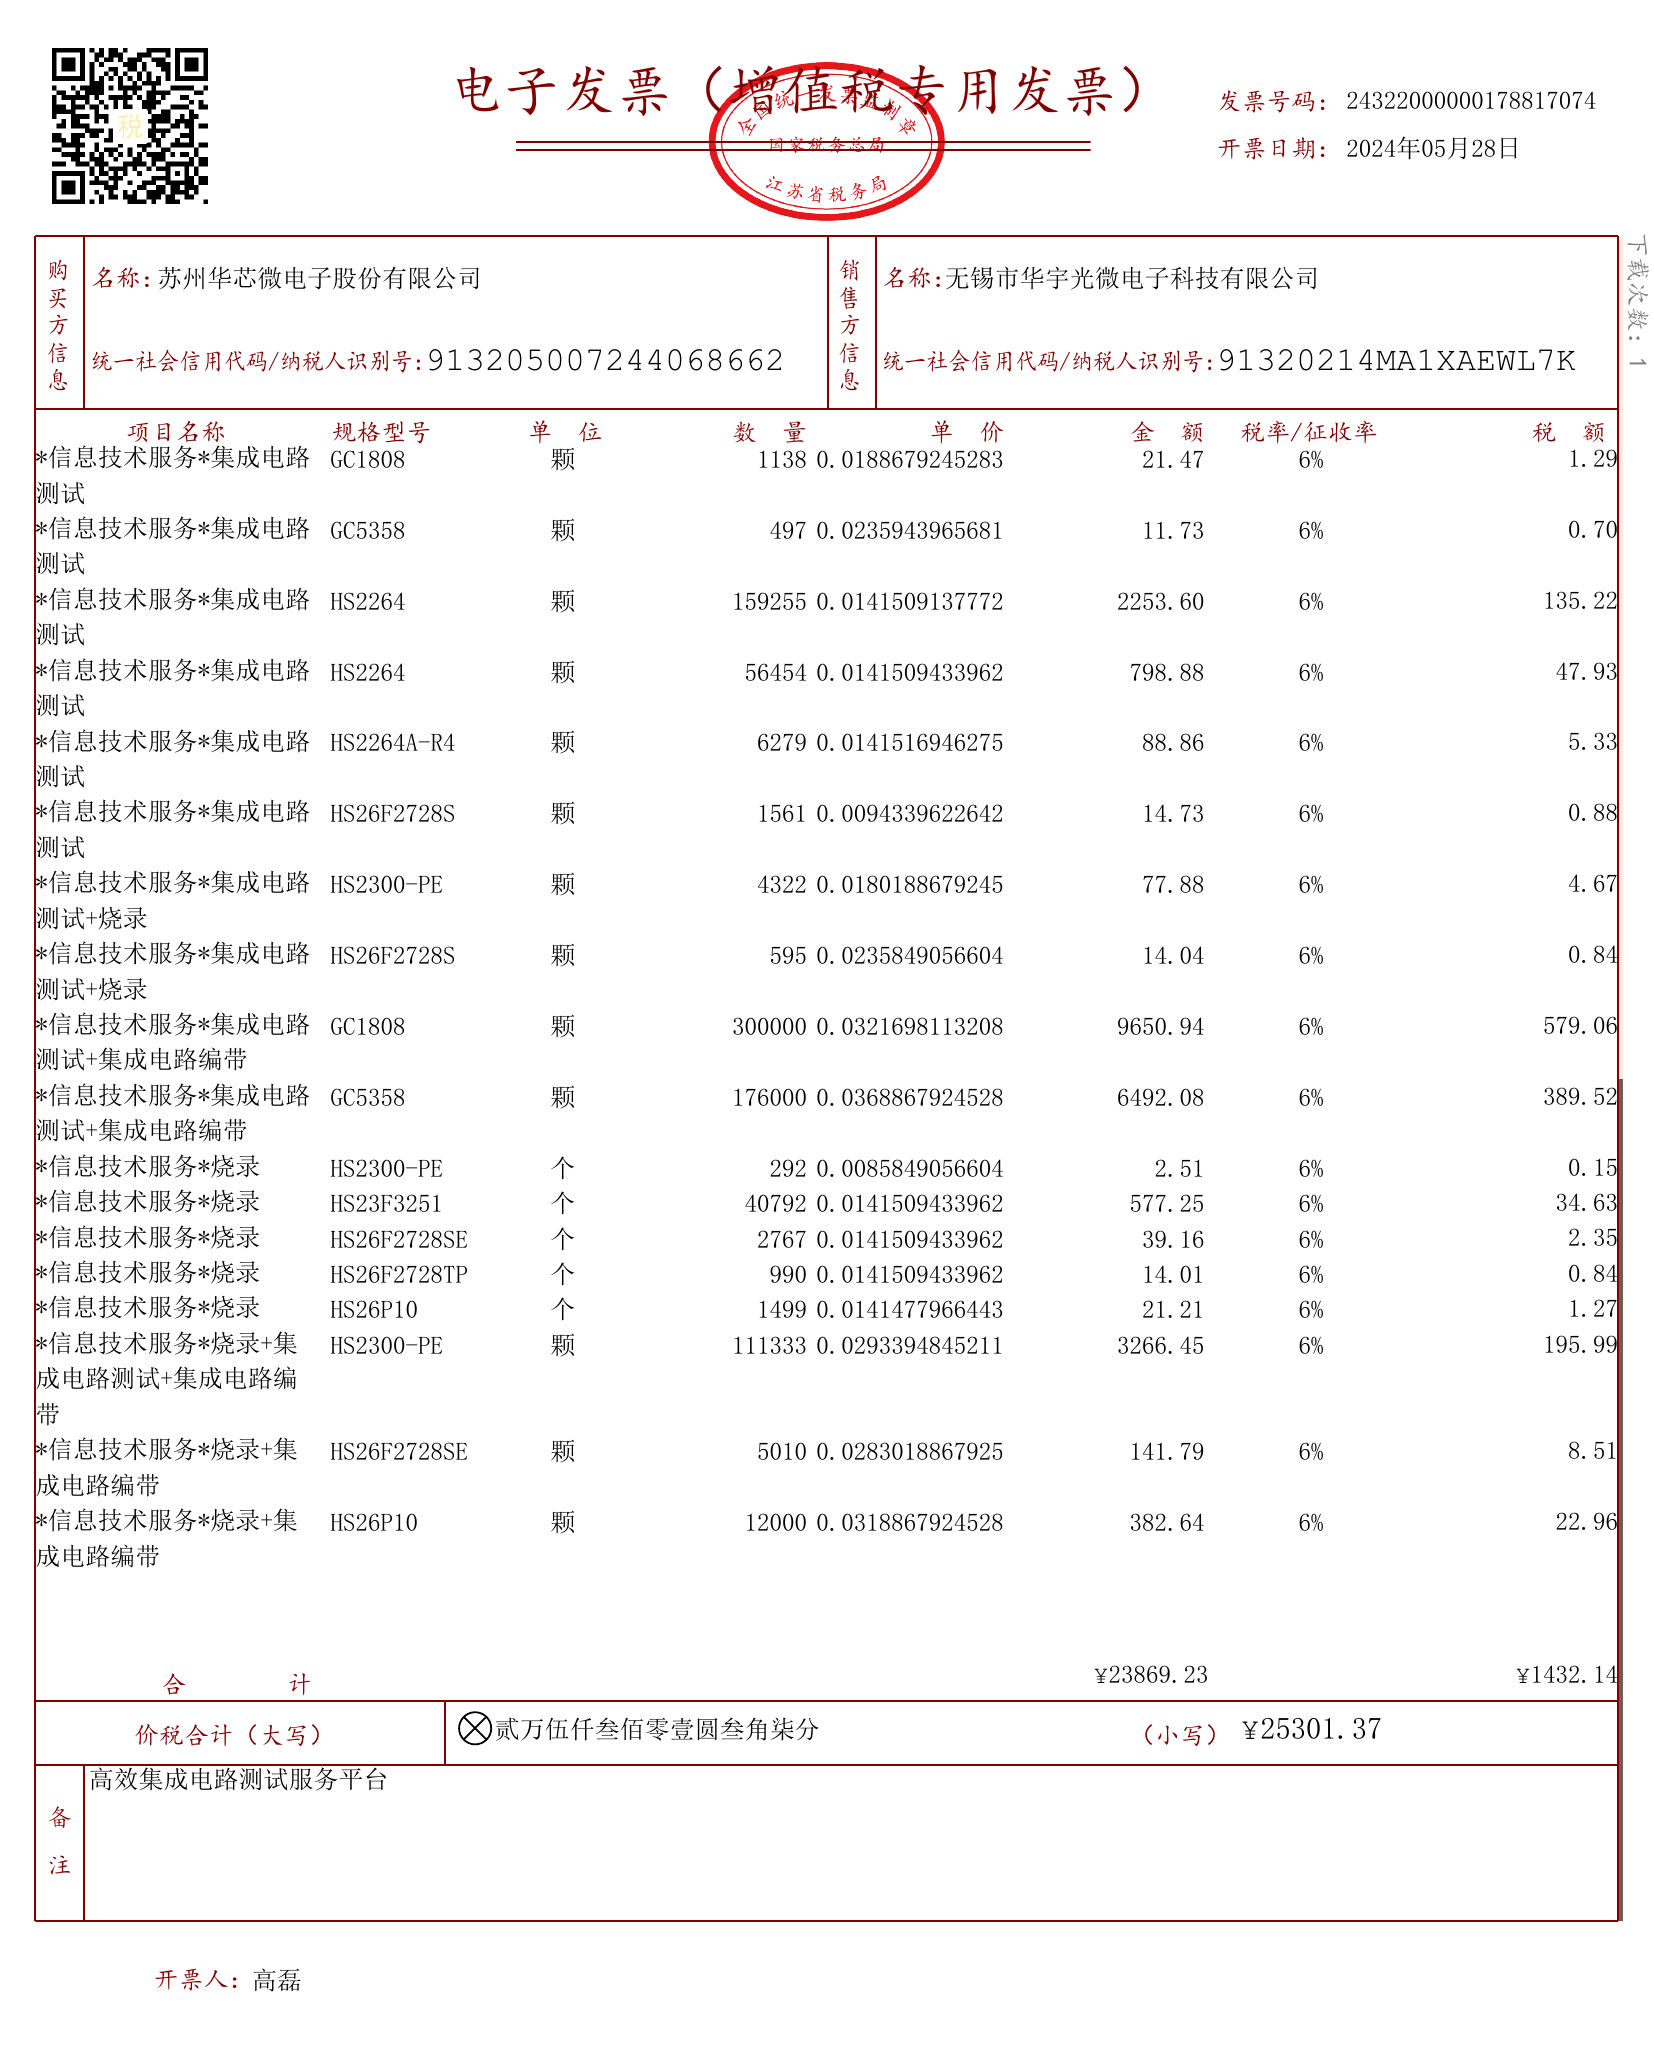 税
电子发票（增值税专用发票）
全国统一发票监制章
国家税务总局
江苏省税务局
发票号码：24322000000178817074
开票日期：2024年05月28日
下载次数：1
购买方信息
名称：苏州华芯微电子股份有限公司
统一社会信用代码/纳税人识别号：913205007244068662
销售方信息
名称：无锡市华宇光微电子科技有限公司
统一社会信用代码/纳税人识别号：91320214MA1XAEWL7K
项目名称 规格型号 单 位 数 量 单 价 金 额 税率/征收率 税 额
*信息技术服务*集成电路 GC1808 颗 1138 0.0188679245283 21.47 6% 1.29
测试
*信息技术服务*集成电路 GC5358 颗 497 0.0235943965681 11.73 6% 0.70
测试
*信息技术服务*集成电路 HS2264 颗 159255 0.0141509137772 2253.60 6% 135.22
测试
*信息技术服务*集成电路 HS2264 颗 56454 0.0141509433962 798.88 6% 47.93
测试
*信息技术服务*集成电路 HS2264A-R4 颗 6279 0.0141516946275 88.86 6% 5.33
测试
*信息技术服务*集成电路 HS26F2728S 颗 1561 0.0094339622642 14.73 6% 0.88
测试
*信息技术服务*集成电路 HS2300-PE 颗 4322 0.0180188679245 77.88 6% 4.67
测试+烧录
*信息技术服务*集成电路 HS26F2728S 颗 595 0.0235849056604 14.04 6% 0.84
测试+烧录
*信息技术服务*集成电路 GC1808 颗 300000 0.0321698113208 9650.94 6% 579.06
测试+集成电路编带
*信息技术服务*集成电路 GC5358 颗 176000 0.0368867924528 6492.08 6% 389.52
测试+集成电路编带
*信息技术服务*烧录 HS2300-PE 个 292 0.0085849056604 2.51 6% 0.15
*信息技术服务*烧录 HS23F3251 个 40792 0.0141509433962 577.25 6% 34.63
*信息技术服务*烧录 HS26F2728SE 个 2767 0.0141509433962 39.16 6% 2.35
*信息技术服务*烧录 HS26F2728TP 个 990 0.0141509433962 14.01 6% 0.84
*信息技术服务*烧录 HS26P10 个 1499 0.0141477966443 21.21 6% 1.27
*信息技术服务*烧录+集 HS2300-PE 颗 111333 0.0293394845211 3266.45 6% 195.99
成电路测试+集成电路编
带
*信息技术服务*烧录+集 HS26F2728SE 颗 5010 0.0283018867925 141.79 6% 8.51
成电路编带
*信息技术服务*烧录+集 HS26P10 颗 12000 0.0318867924528 382.64 6% 22.96
成电路编带
合 计 ¥23869.23 ¥1432.14
价税合计（大写） 贰万伍仟叁佰零壹圆叁角柒分 （小写）¥25301.37
备注
高效集成电路测试服务平台
开票人：高磊